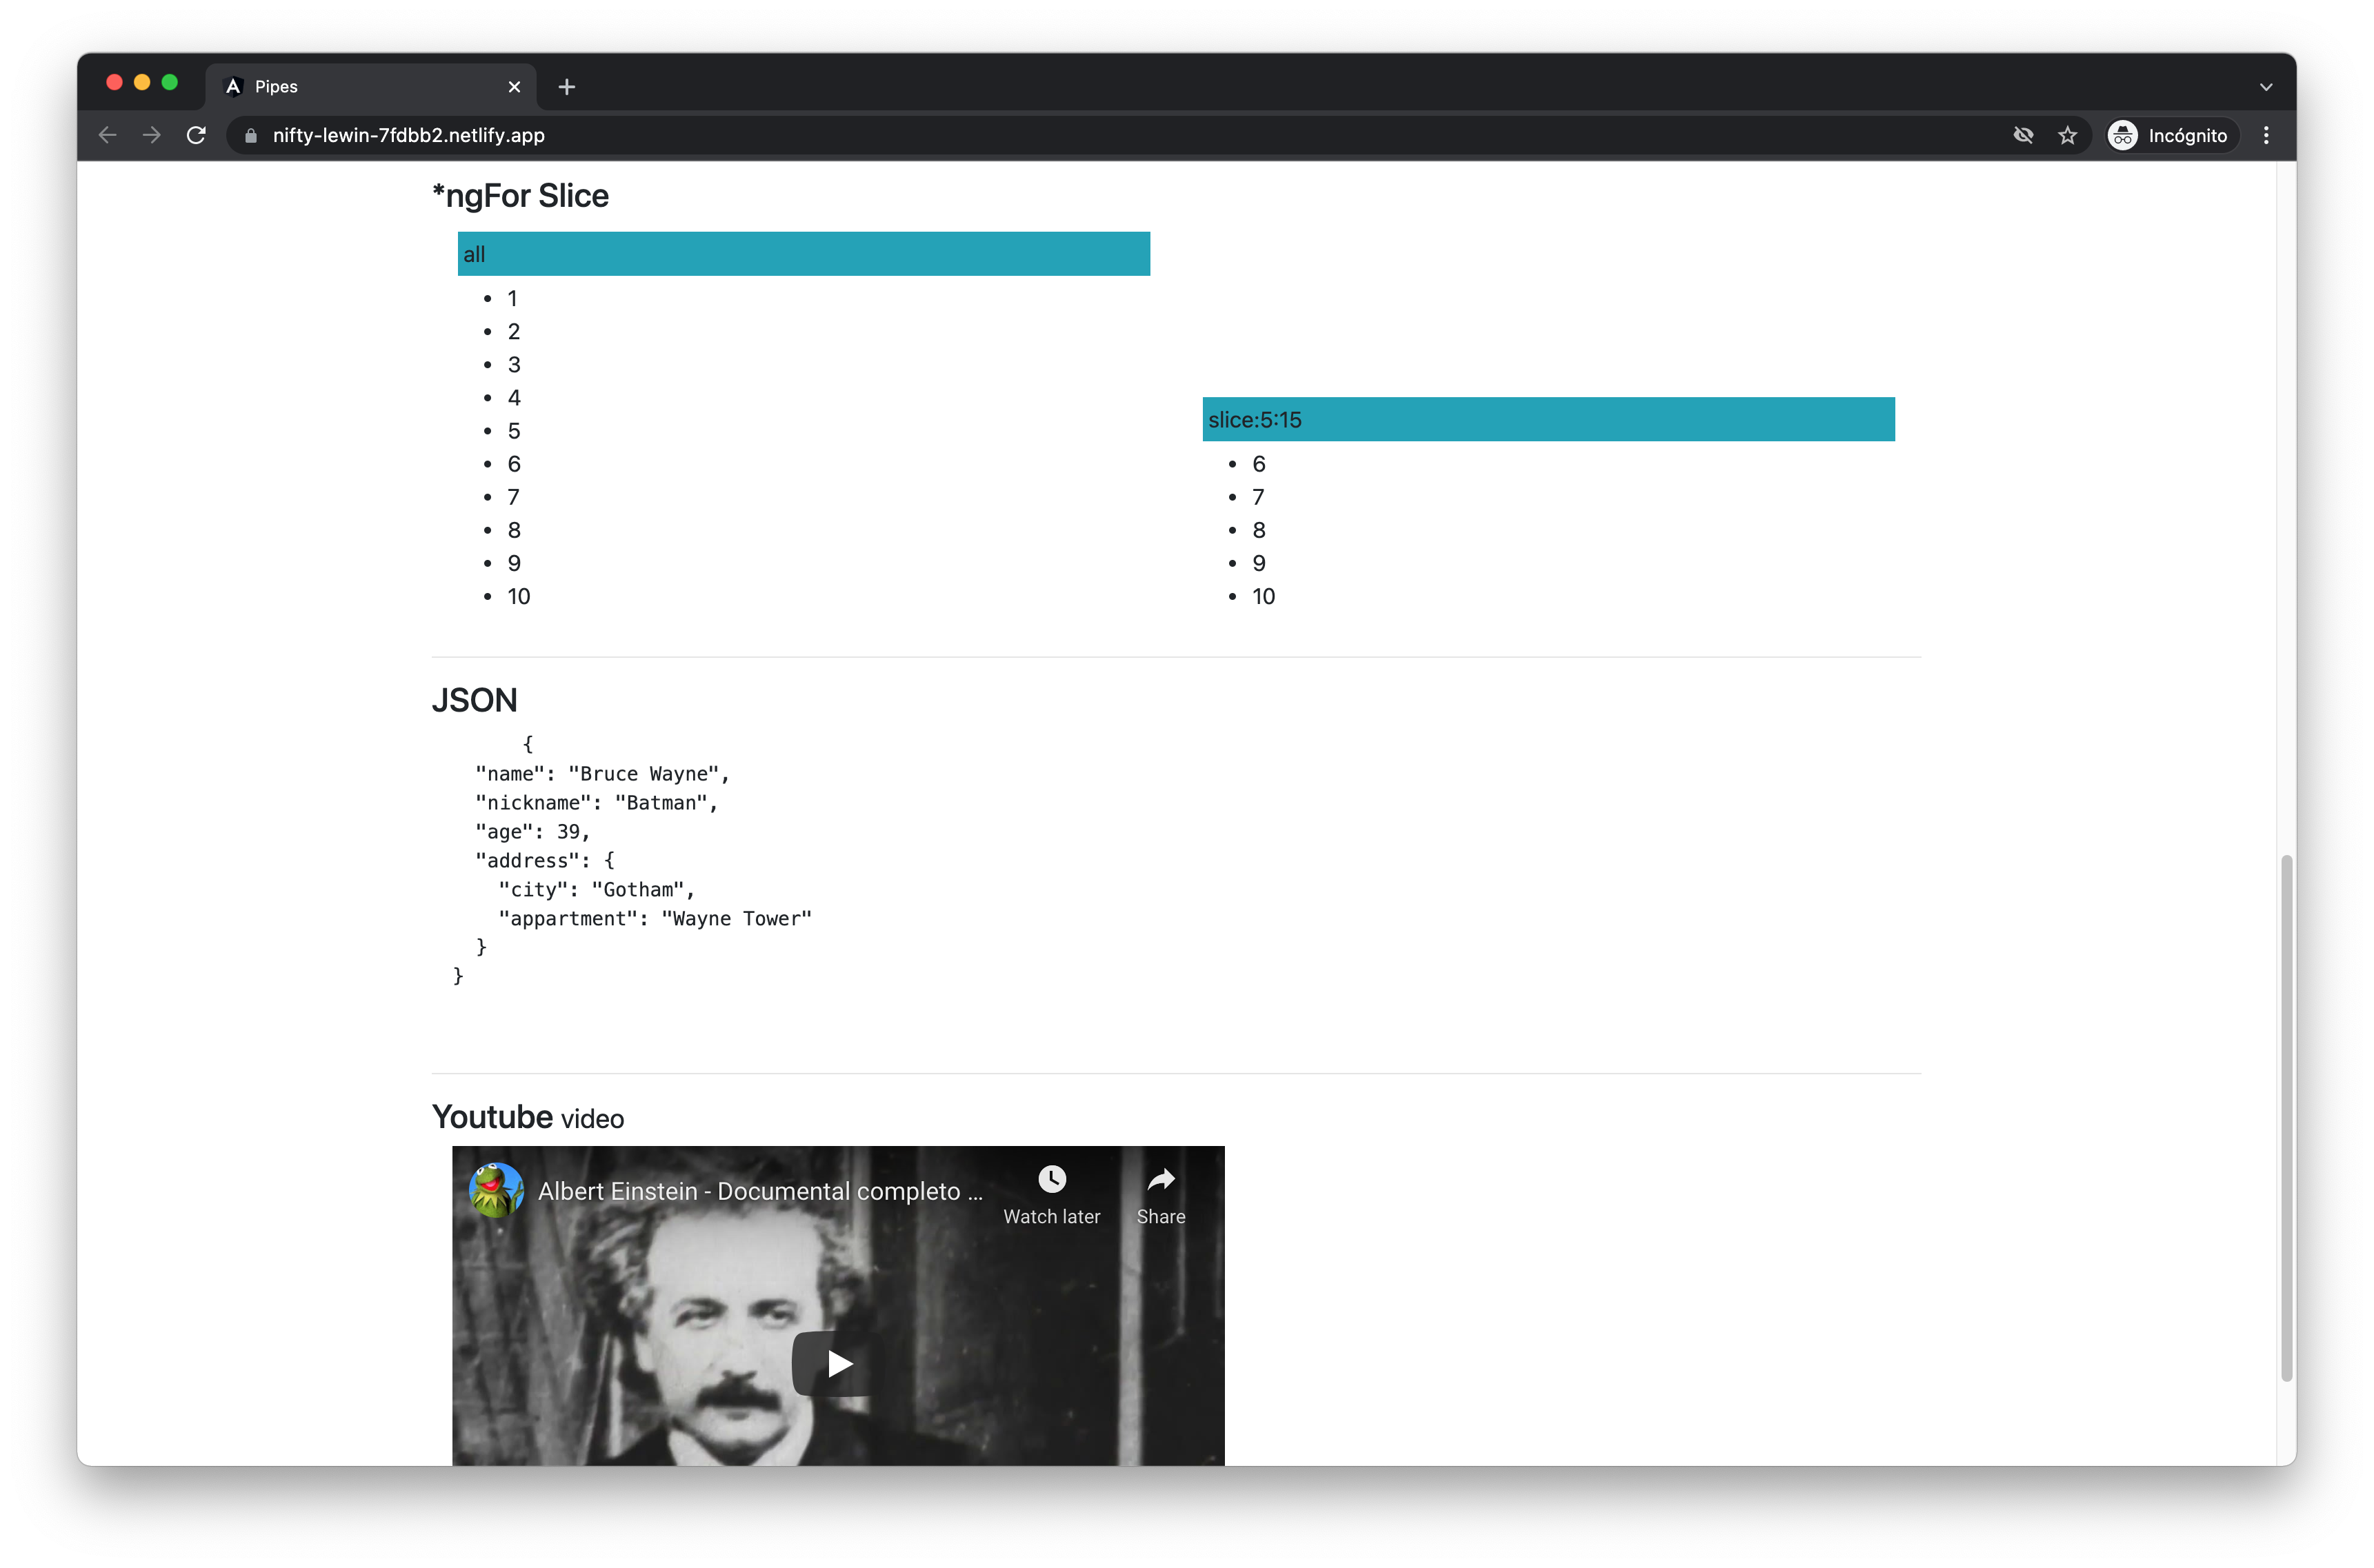 Pipes
nifty-lewin-7fdbb2.netlify.app
Incógnito
*ngFor Slice
all
1
2
3
4
5
6
7
8
9
10
slice:5:15
6
7
8
9
10
JSON
{
"name": "Bruce Wayne",
"nickname": "Batman",
"age": 39,
"address": {
"city": "Gotham",
"appartment": "Wayne Tower"
}
}
Youtube video
Albert Einstein - Documental completo ...
Watch later
Share